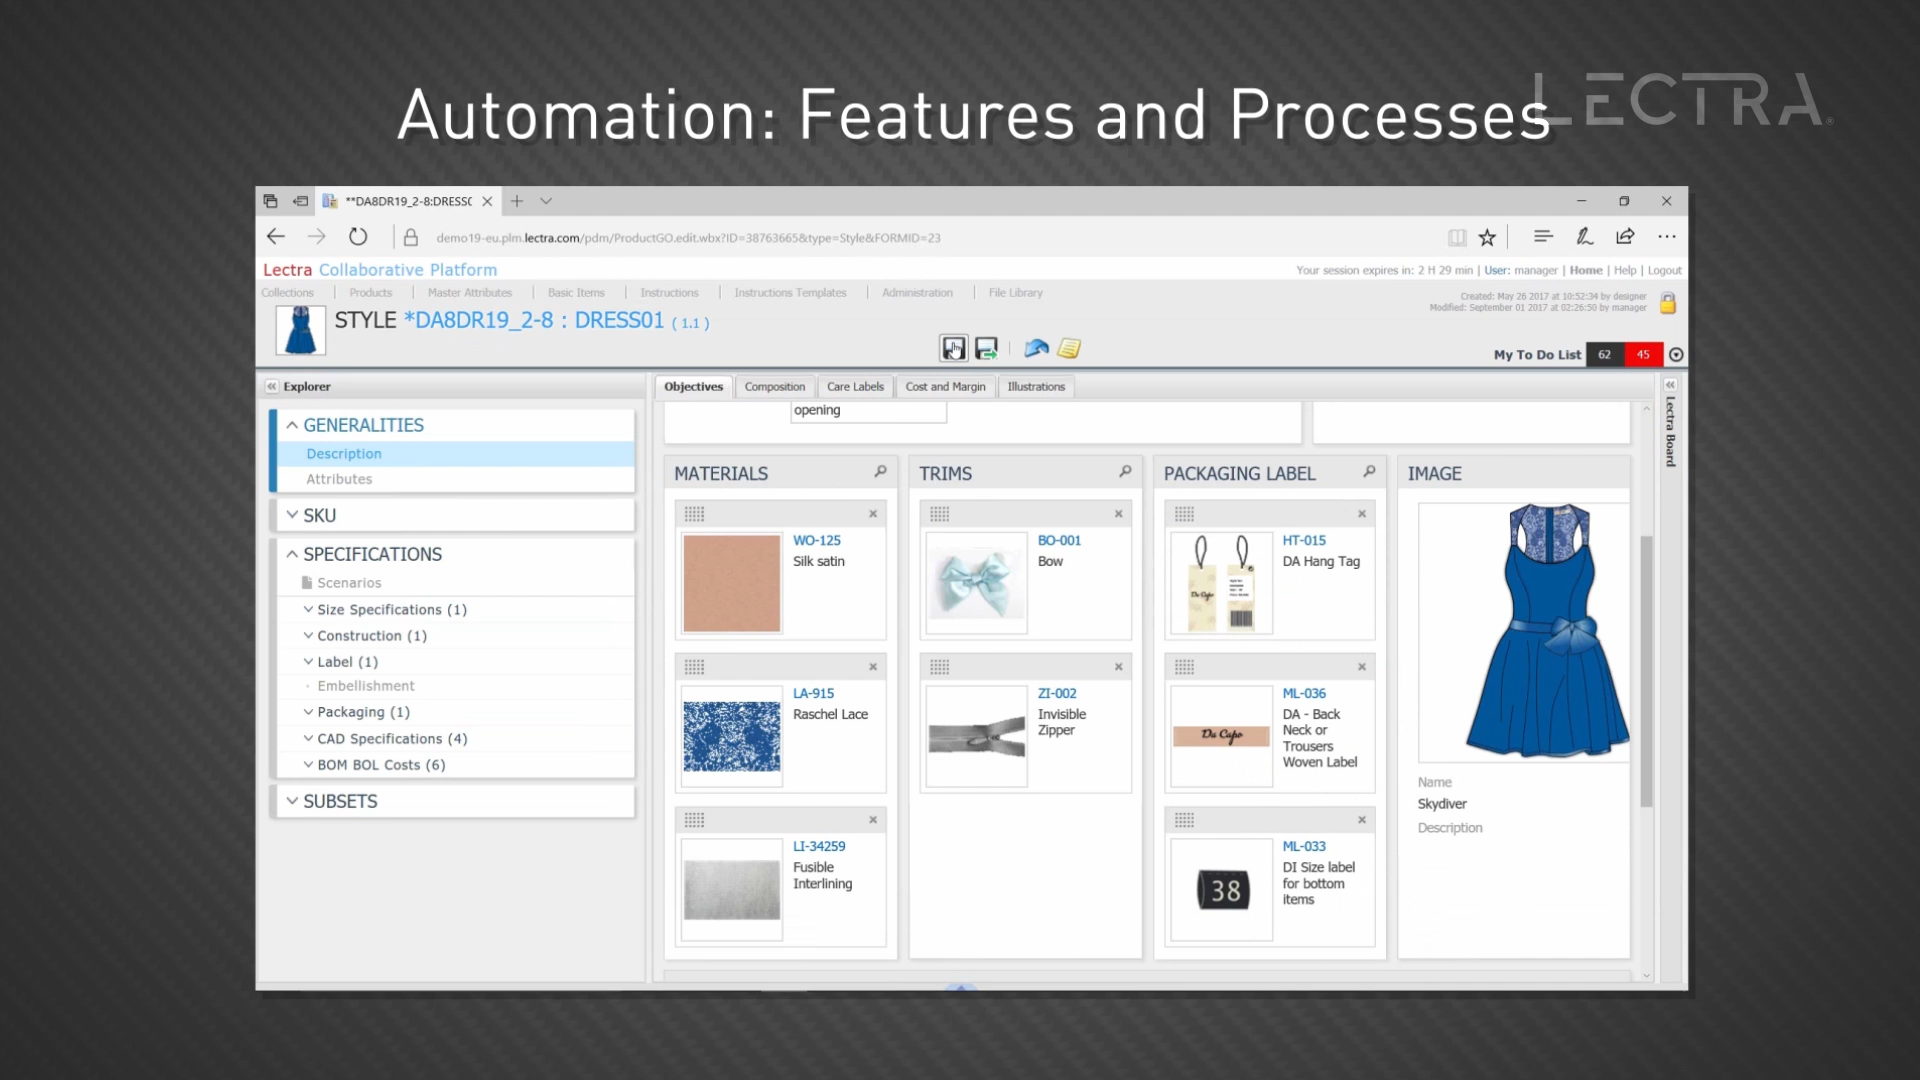 Automation: Features and Processes
LECTRA
**DA8DR19_2-8:DRESS(
demo19-eu.plm.lectra.com/pdm/ProductGO.edit.wbx?ID=38763665&type=Style&FORMID=23
Lectra Collaborative Platform
Your session expires in: 2 H 29 min | User: manager | Home | Help | Logout
Collections | Products | Master Attributes | Basic Items | Instructions | Instructions Templates | Administration | File Library
Created: May 26 2017 at 10:52:34 by designer
Modified: September 01 2017 at 02:26:50 by manager
STYLE *DA8DR19_2-8 : DRESS01 ( 1.1 )
My To Do List 62 45
Explorer
GENERALITIES
Description
Attributes
SKU
SPECIFICATIONS
Scenarios
Size Specifications (1)
Construction (1)
Label (1)
Embellishment
Packaging (1)
CAD Specifications (4)
BOM BOL Costs (6)
SUBSETS
Objectives Composition Care Labels Cost and Margin Illustrations
opening
MATERIALS
WO-125
Silk satin
LA-915
Raschel Lace
LI-34259
Fusible
Interlining
TRIMS
BO-001
Bow
ZI-002
Invisible
Zipper
PACKAGING LABEL
HT-015
DA Hang Tag
Da Capo
ML-036
DA - Back
Neck or
Trousers
Woven Label
Da Capo
ML-033
DI Size label
for bottom
items
38
IMAGE
Name
Skydiver
Description
Lectra Board